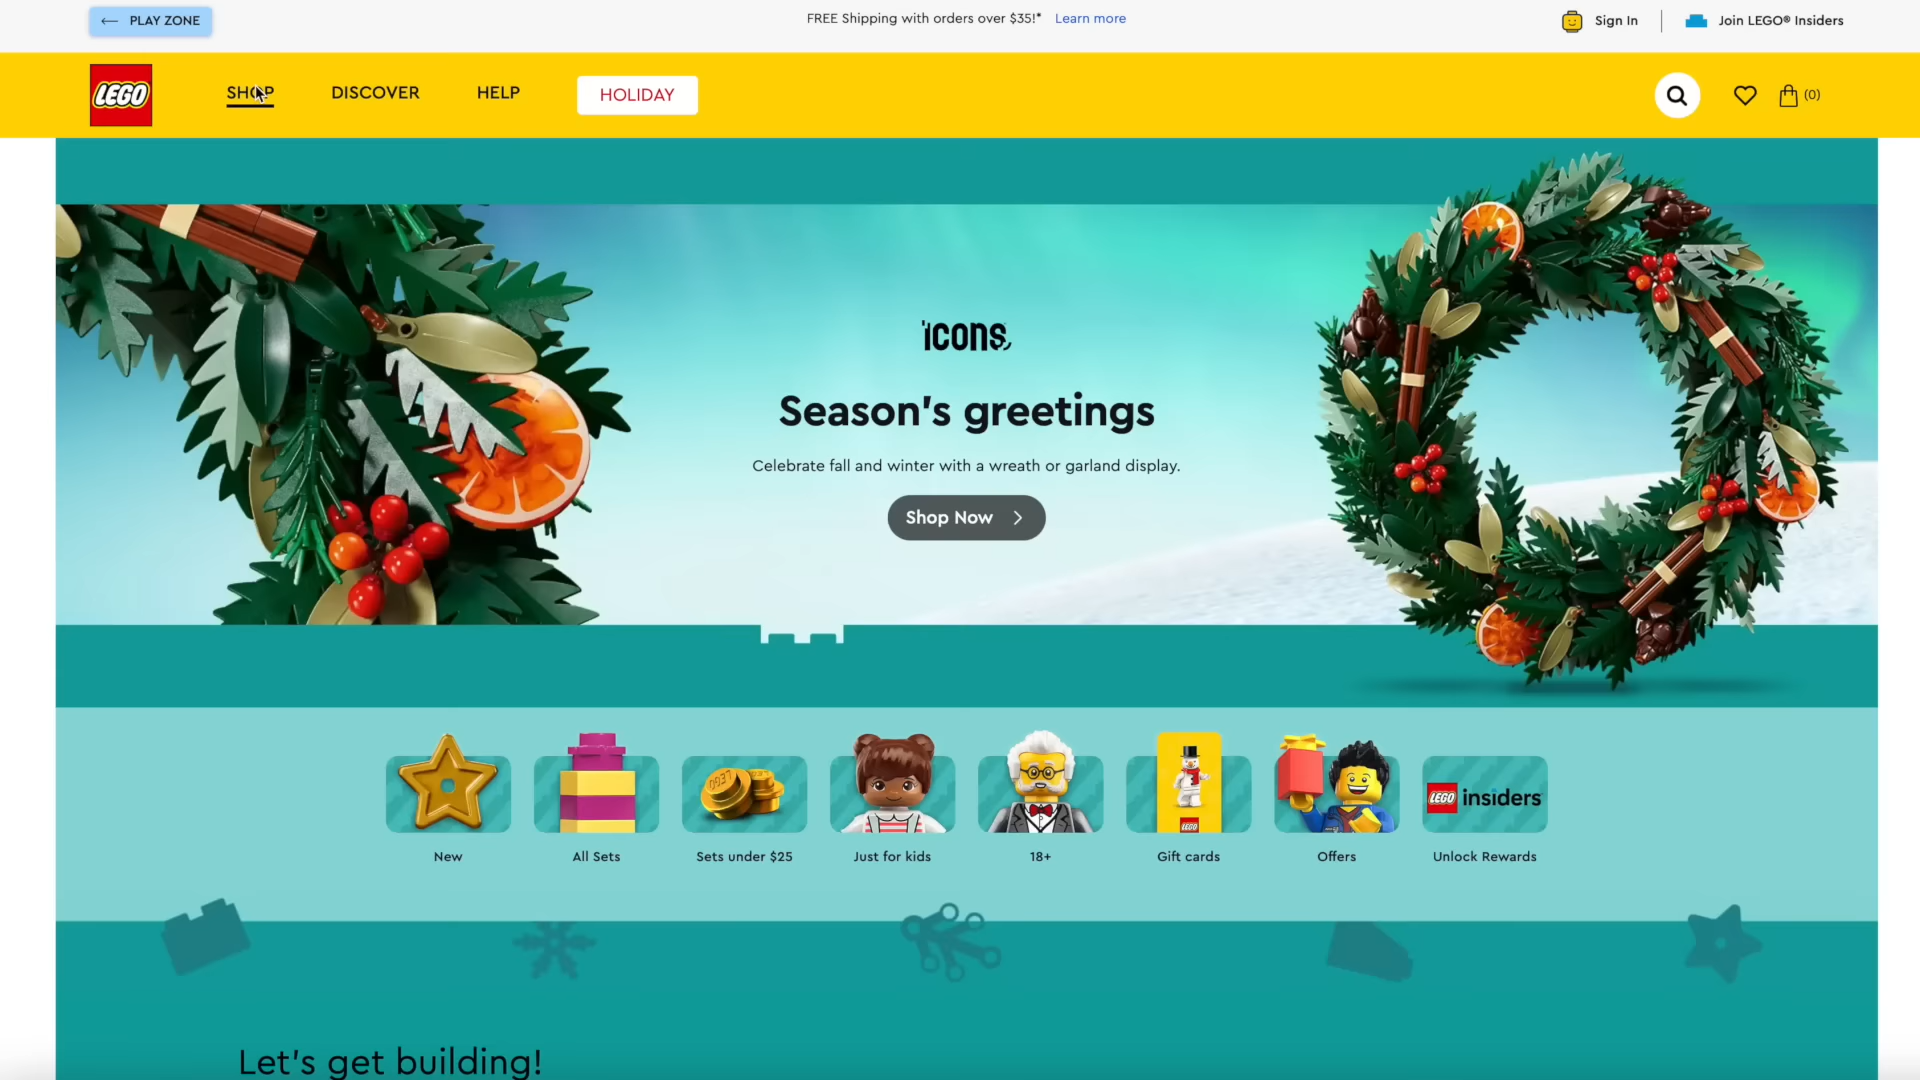 PLAY ZONE
FREE Shipping with orders over $35!* Learn more
Sign In
Join LEGO® Insiders
LEGO
SHOP
DISCOVER
HELP
HOLIDAY
(0)
icons
Season's greetings
Celebrate fall and winter with a wreath or garland display.
Shop Now
LEGO
LEGO
LEGO insiders
New
All Sets
Sets under $25
Just for kids
18+
Gift cards
Offers
Unlock Rewards
Let's get building!